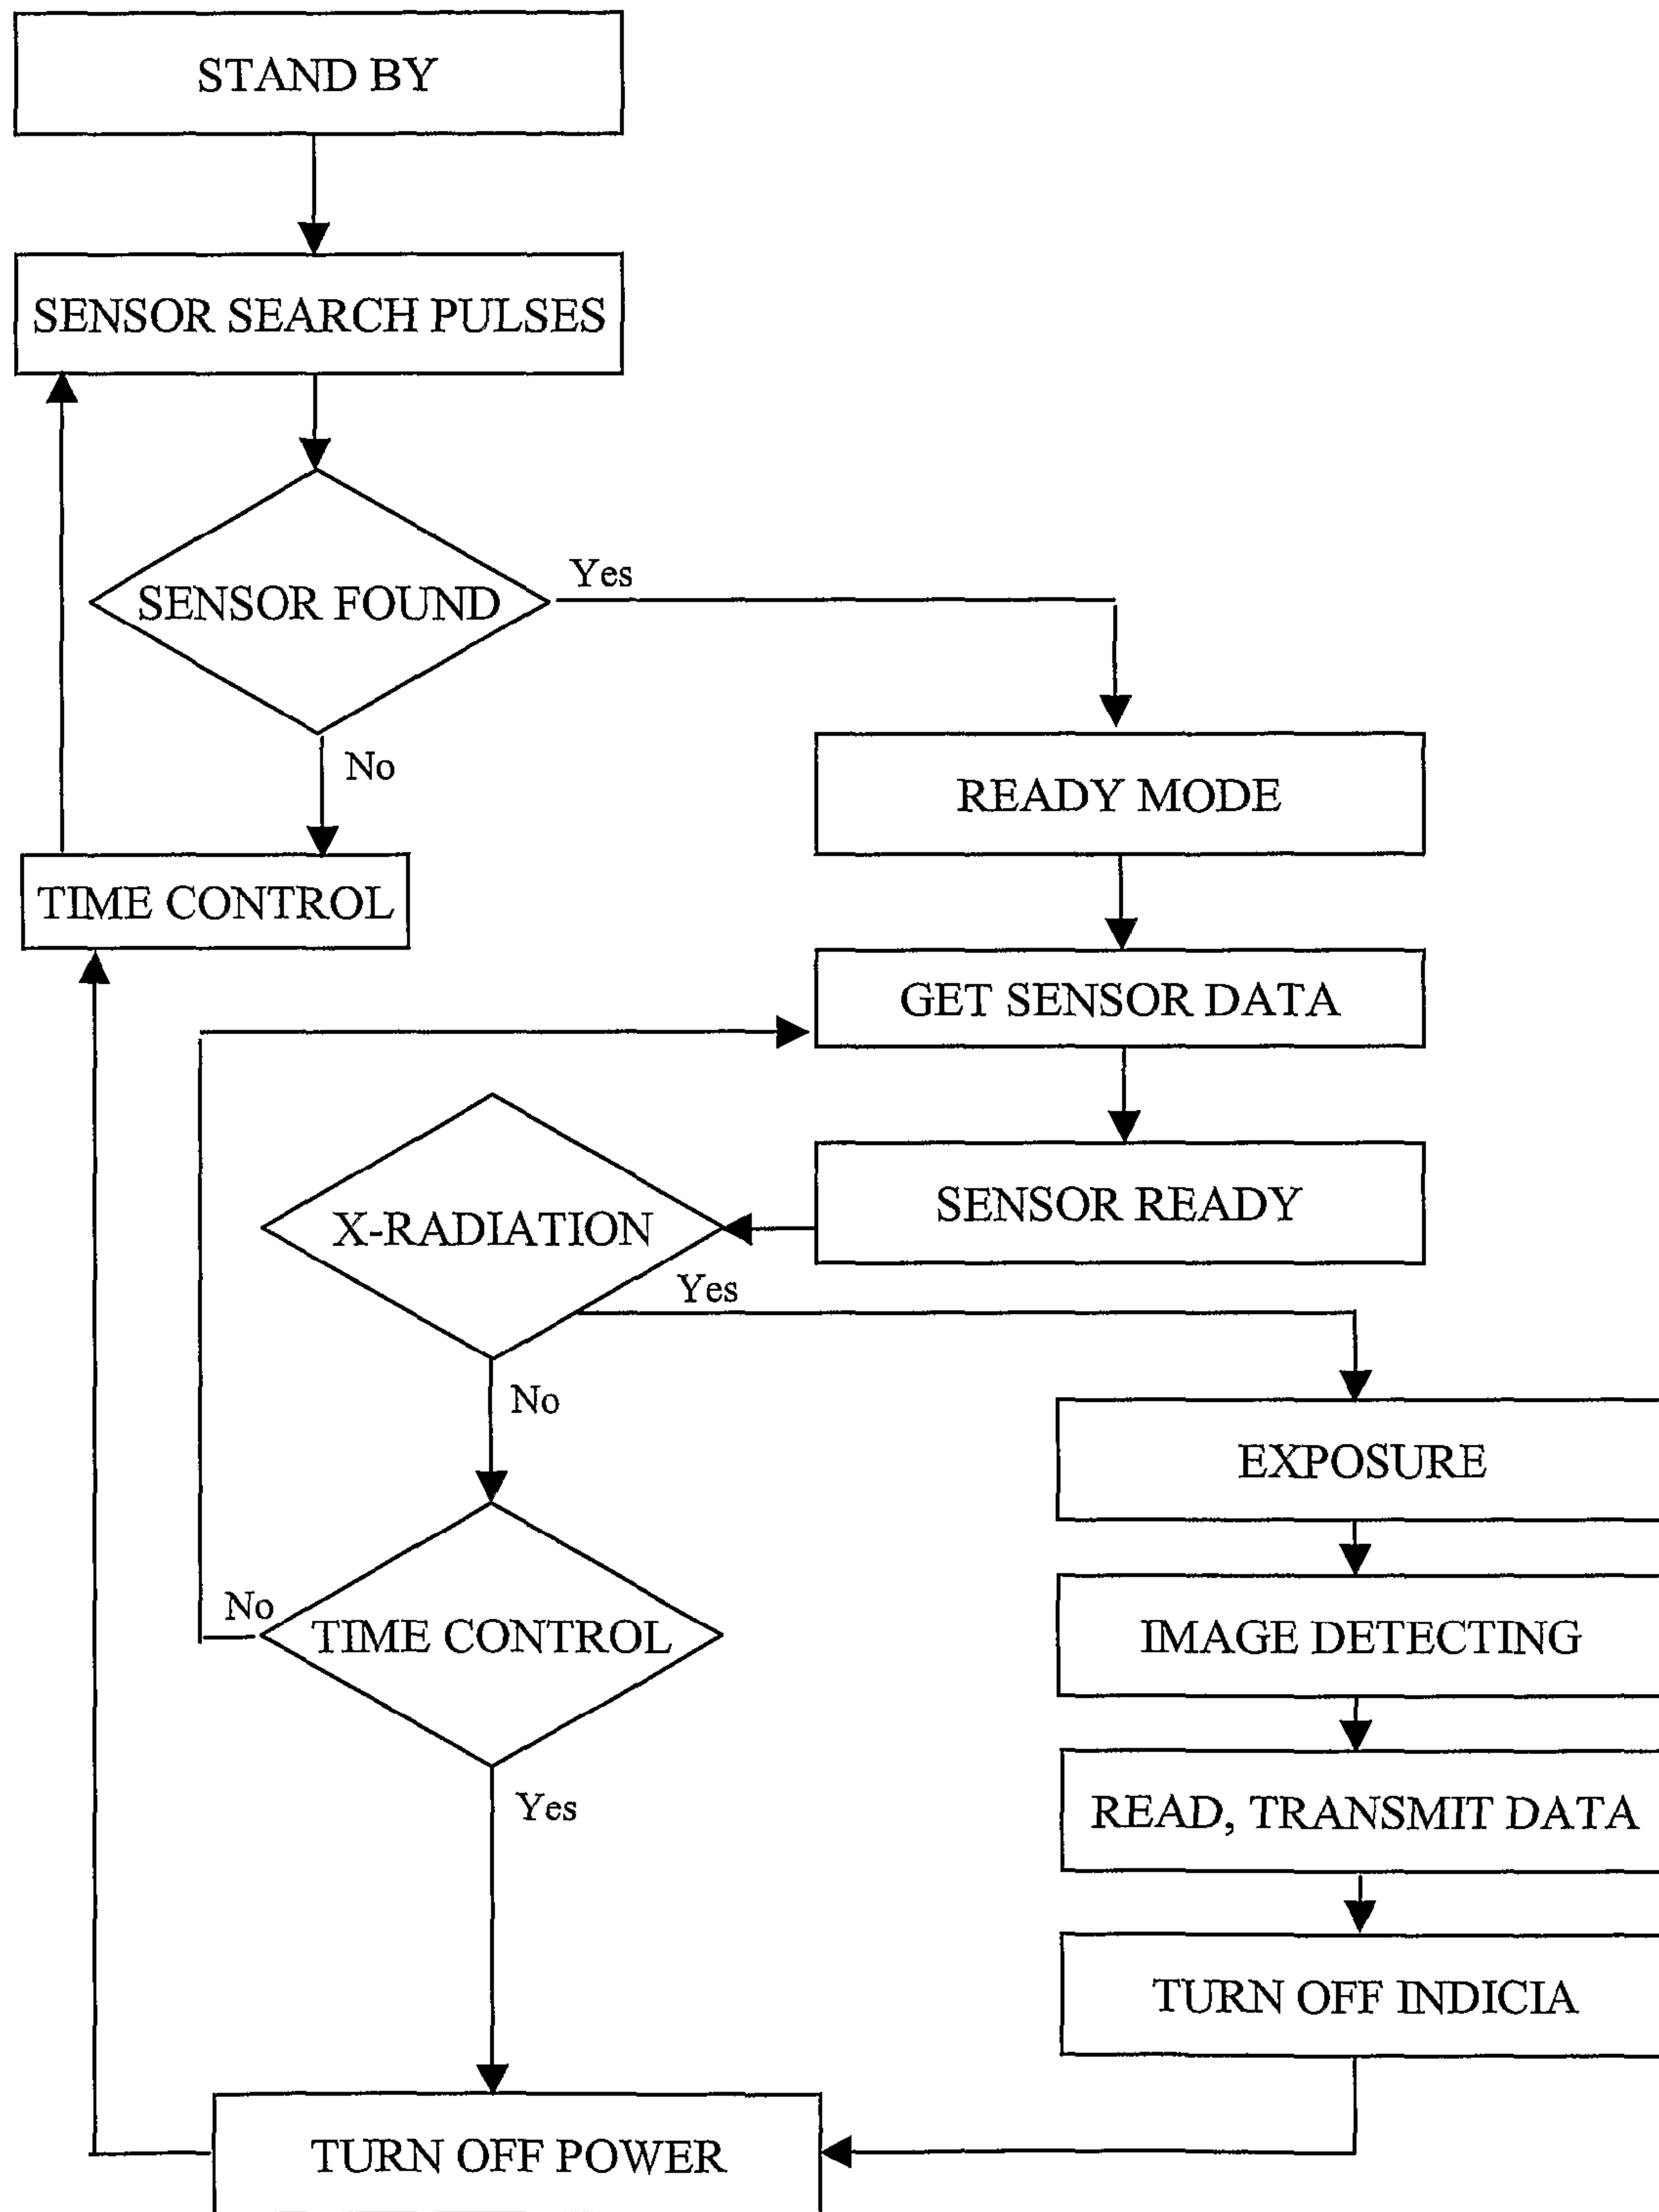 STAND BY
SENSOR SEARCH PULSES
SENSOR FOUND
Yes
No
READY MODE
TIME CONTROL
GET SENSOR DATA
SENSOR READY
X-RADIATION
Yes
No
EXPOSURE
No
TIME CONTROL
IMAGE DETECTING
Yes
READ, TRANSMIT DATA
TURN OFF INDICIA
TURN OFF POWER